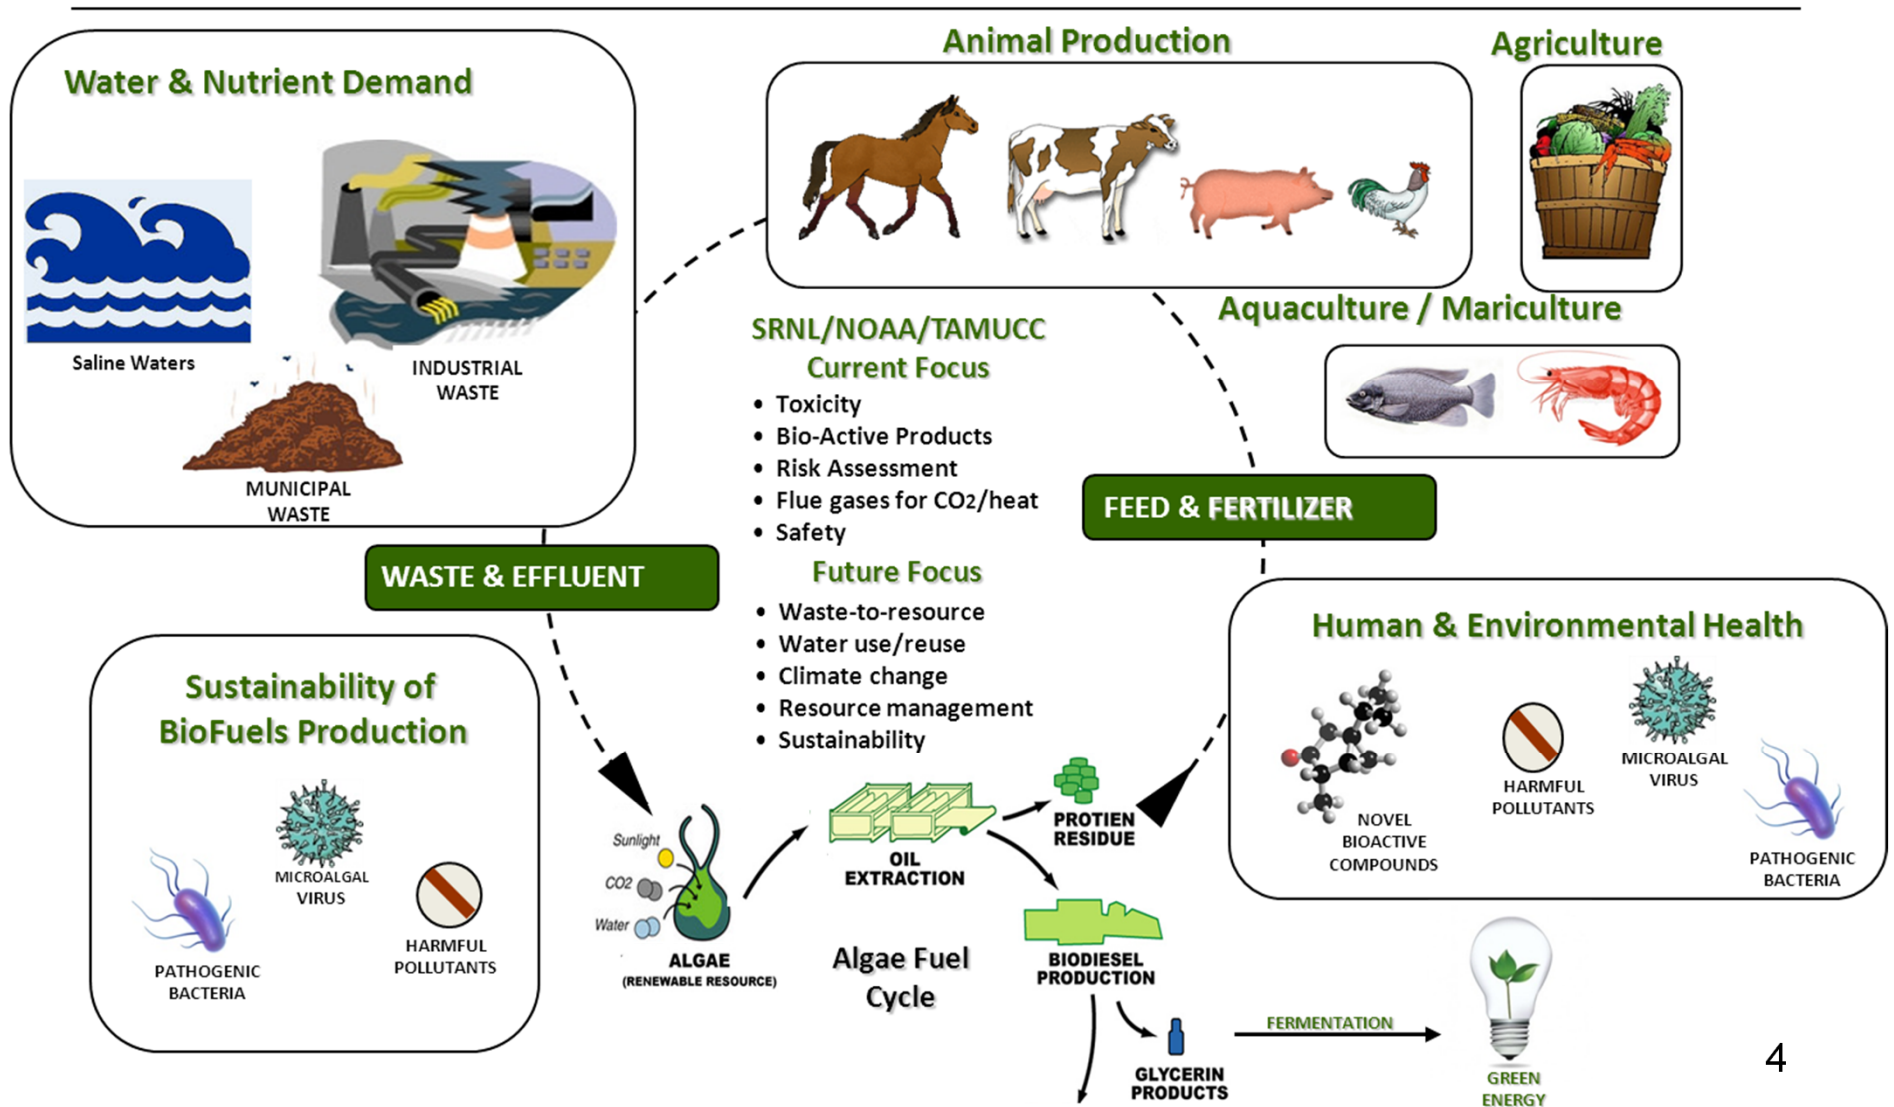 Water & Nutrient Demand
Saline Waters
INDUSTRIAL
WASTE
MUNICIPAL
WASTE
Animal Production
Agriculture
Aquaculture / Mariculture
SRNL/NOAA/TAMUCC
Current Focus
• Toxicity
• Bio-Active Products
• Risk Assessment
• Flue gases for CO2/heat
• Safety
Future Focus
• Waste-to-resource
• Water use/reuse
• Climate change
• Resource management
• Sustainability
FEED & FERTILIZER
WASTE & EFFLUENT
Sustainability of
BioFuels Production
MICROALGAL
VIRUS
HARMFUL
POLLUTANTS
PATHOGENIC
BACTERIA
Human & Environmental Health
NOVEL
BIOACTIVE
COMPOUNDS
HARMFUL
POLLUTANTS
MICROALGAL
VIRUS
PATHOGENIC
BACTERIA
Sunlight
CO2
Water
ALGAE
(RENEWABLE RESOURCE)
OIL
EXTRACTION
PROTIEN
RESIDUE
Algae Fuel
Cycle
BIODIESEL
PRODUCTION
GLYCERIN
PRODUCTS
FERMENTATION
GREEN
ENERGY
4